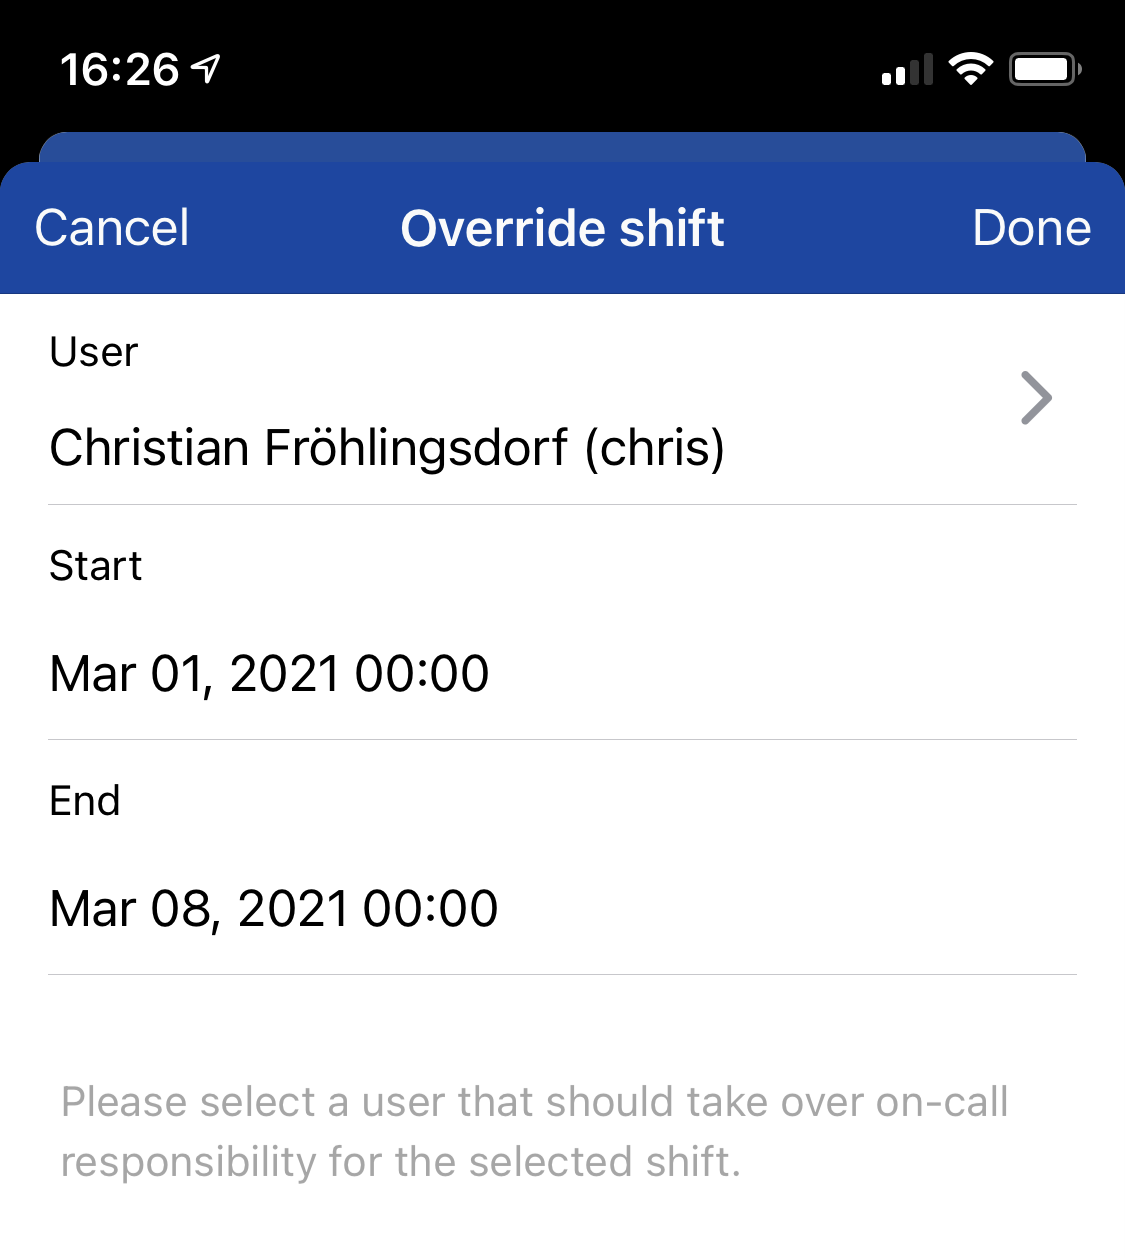 16:26
Cancel Override shift Done
User
Christian Fröhlingsdorf (chris)
Start
Mar 01, 2021 00:00
End
Mar 08, 2021 00:00
Please select a user that should take over on-call
responsibility for the selected shift.